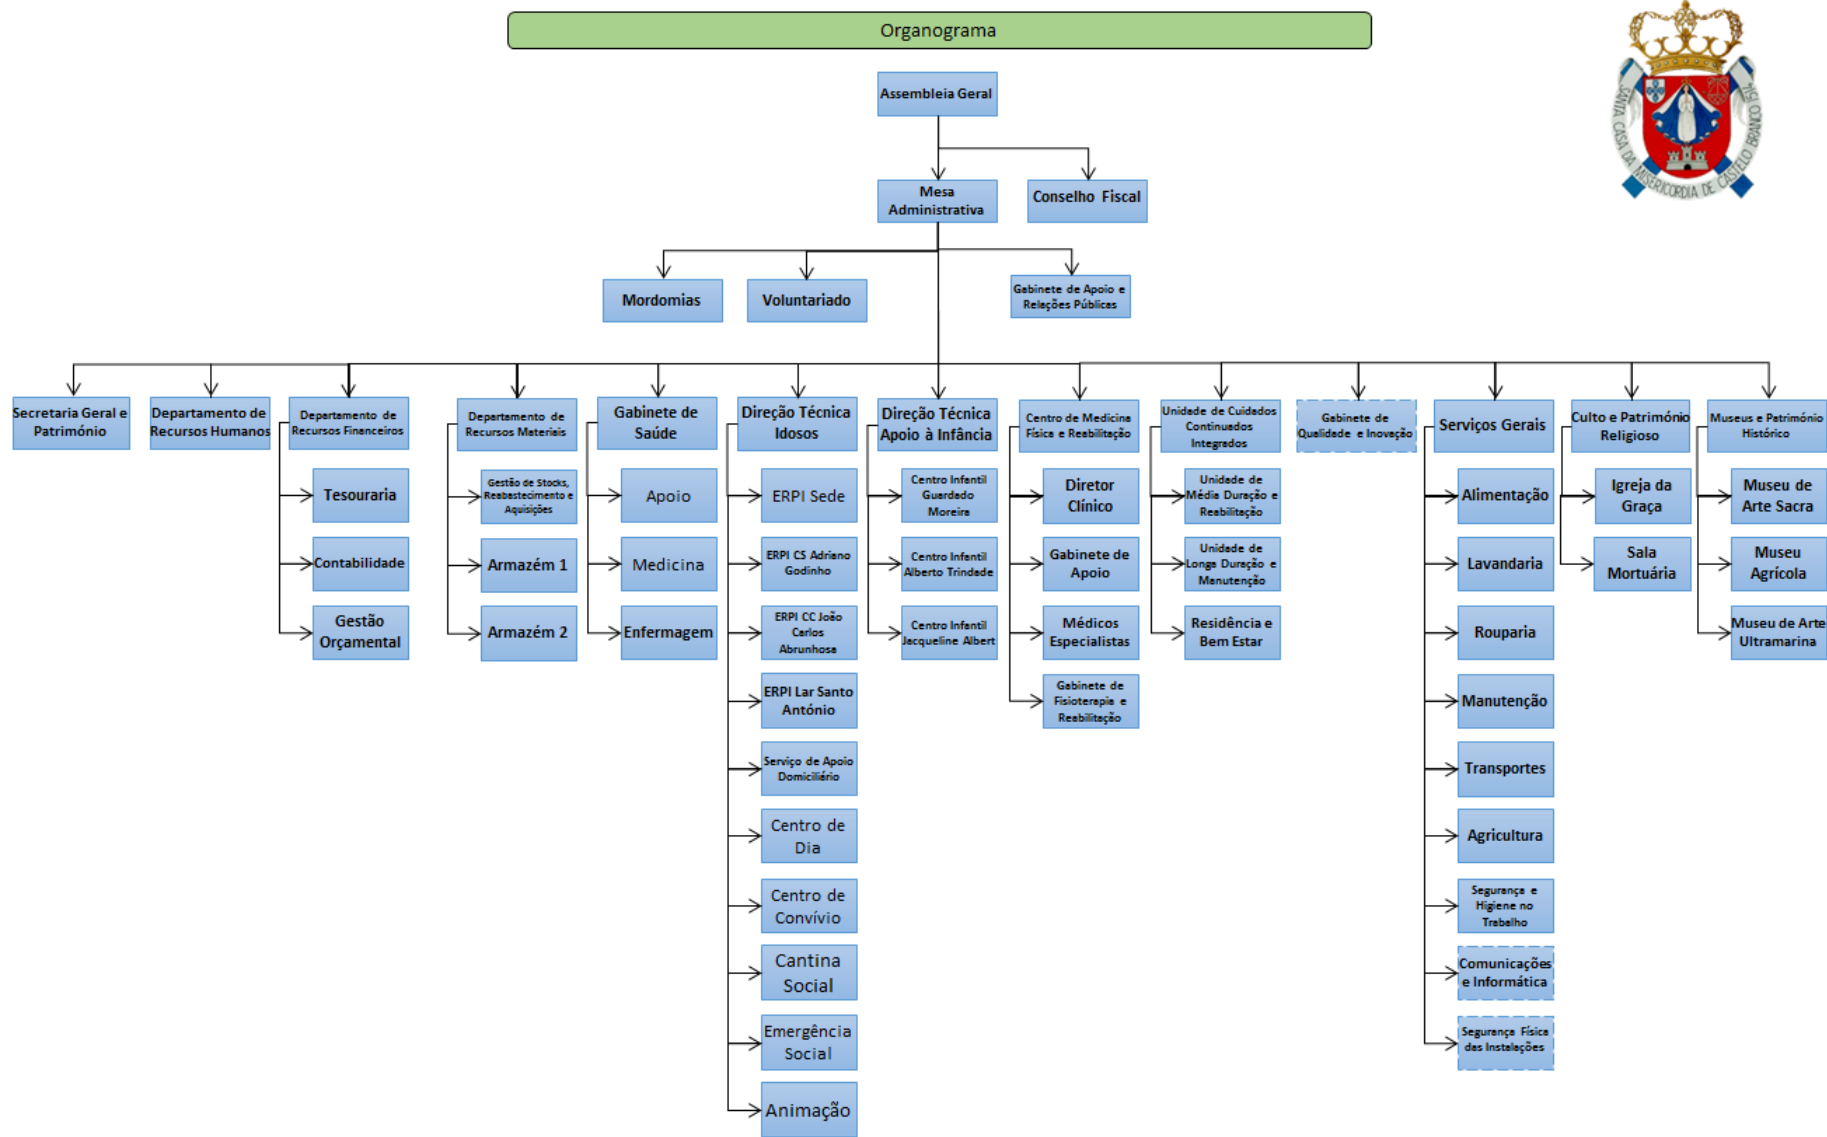 Organograma
SANTA CASA DA MISERICORDIA DE CASTELO BRANCO 1514
Assembleia Geral
Mesa
Administrativa
Conselho Fiscal
Mordomias
Voluntariado
Gabinete de Apoio e
Relações Públicas
Secretaria Geral e
Património
Departamento de
Recursos Humanos
Departamento de
Recursos Financeiros
Departamento de
Recursos Materiais
Gabinete de
Saúde
Direção Técnica
Idosos
Direção Técnica
Apoio à Infância
Centro de Medicina
Física e Reabilitação
Unidade de Cuidados
Continuados
Integrados
Gabinete de
Qualidade e Inovação
Serviços Gerais
Culto e Património
Religioso
Museus e Património
Histórico
Tesouraria
Contabilidade
Gestão
Orçamental
Gestão de Stocks,
Reabastecimento e
Aquisições
Armazém 1
Armazém 2
Apoio
Medicina
Enfermagem
ERPI Sede
ERPI CS Adriano
Godinho
ERPI CC João
Carlos
Abrunhosa
ERPI Lar Santo
António
Serviço de Apoio
Domiciliário
Centro de
Dia
Centro de
Convívio
Cantina
Social
Emergência
Social
Animação
Centro Infantil
Guardado
Moreira
Centro Infantil
Alberto Trindade
Centro Infantil
Jacqueline Albert
Diretor
Clínico
Gabinete de
Apoio
Médicos
Especialistas
Gabinete de
Fisioterapia e
Reabilitação
Unidade de
Média Duração e
Reabilitação
Unidade de
Longa Duração e
Manutenção
Residência e
Bem Estar
Alimentação
Lavandaria
Rouparia
Manutenção
Transportes
Agricultura
Segurança e
Higiene no
Trabalho
Comunicações
e Informática
Segurança Física
das Instalações
Igreja da
Graça
Sala
Mortuária
Museu de
Arte Sacra
Museu
Agrícola
Museu de Arte
Ultramarina